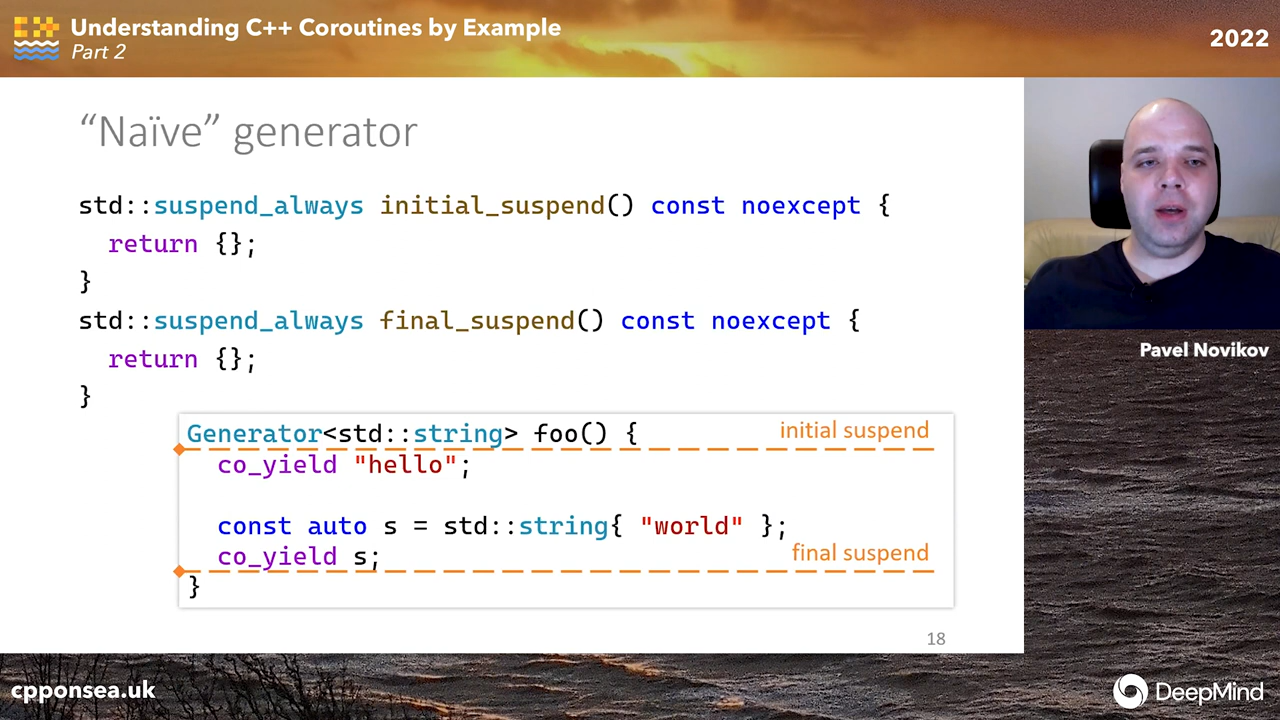 Understanding C++ Coroutines by Example
Part 2
2022
“Naïve” generator
std::suspend_always initial_suspend() const noexcept {
  return {};
}
std::suspend_always final_suspend() const noexcept {
  return {};
}
Generator<std::string> foo() {
initial suspend
  co_yield "hello";
  const auto s = std::string{ "world" };
  co_yield s;
final suspend
}
18
Pavel Novikov
cpponsea.uk
DeepMind